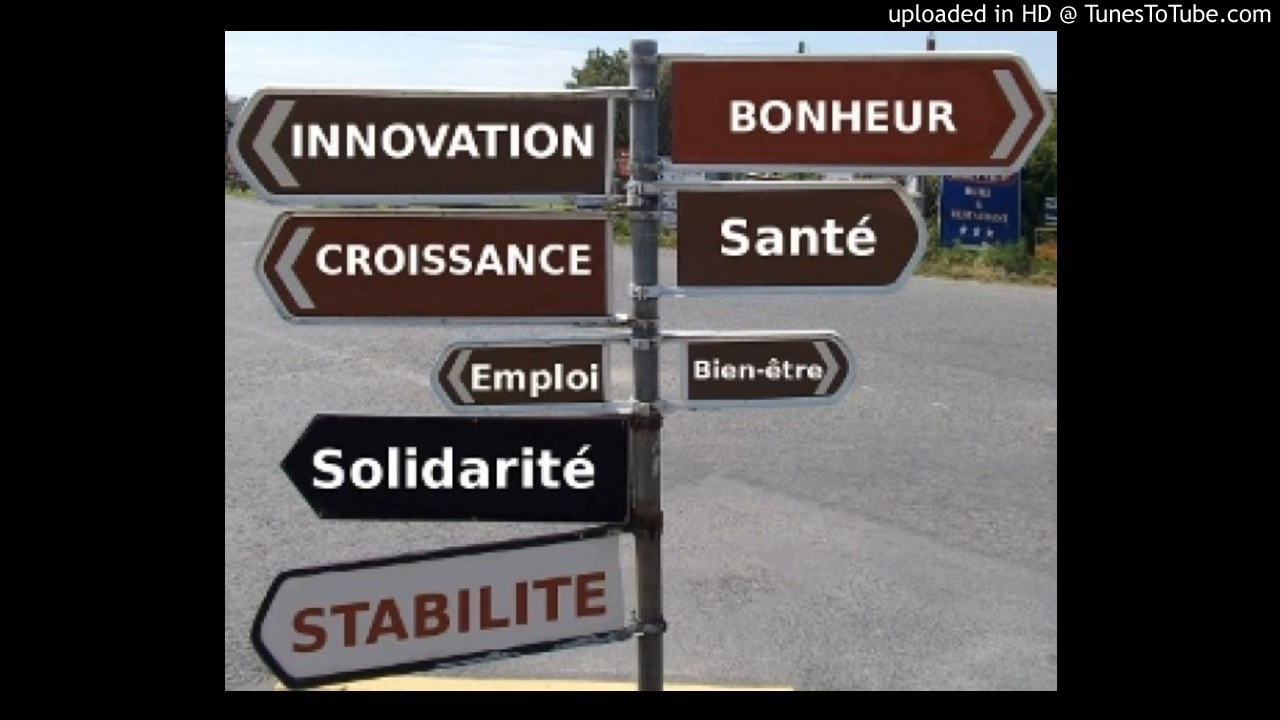 uploaded in HD @ TunesToTube.com
INNOVATION
BONHEUR
CROISSANCE
Santé
Emploi
Bien-être
Solidarité
STABILITE